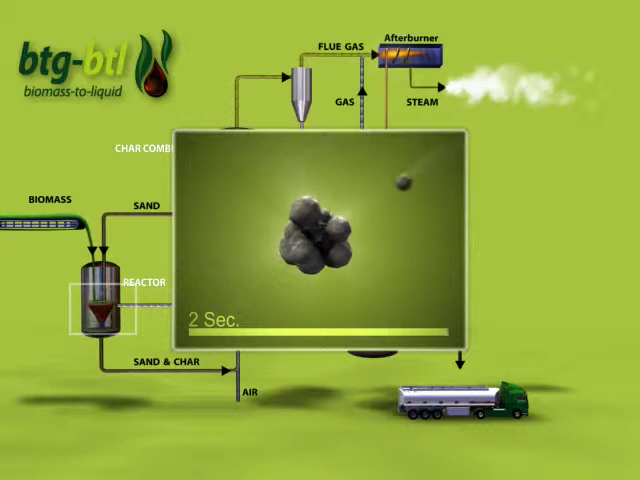 FLUE GAS
Afterburner
btg-btl
biomass-to-liquid
GAS
STEAM
CHAR COMB
BIOMASS
SAND
REACTOR
2 Sec.
SAND & CHAR
AIR